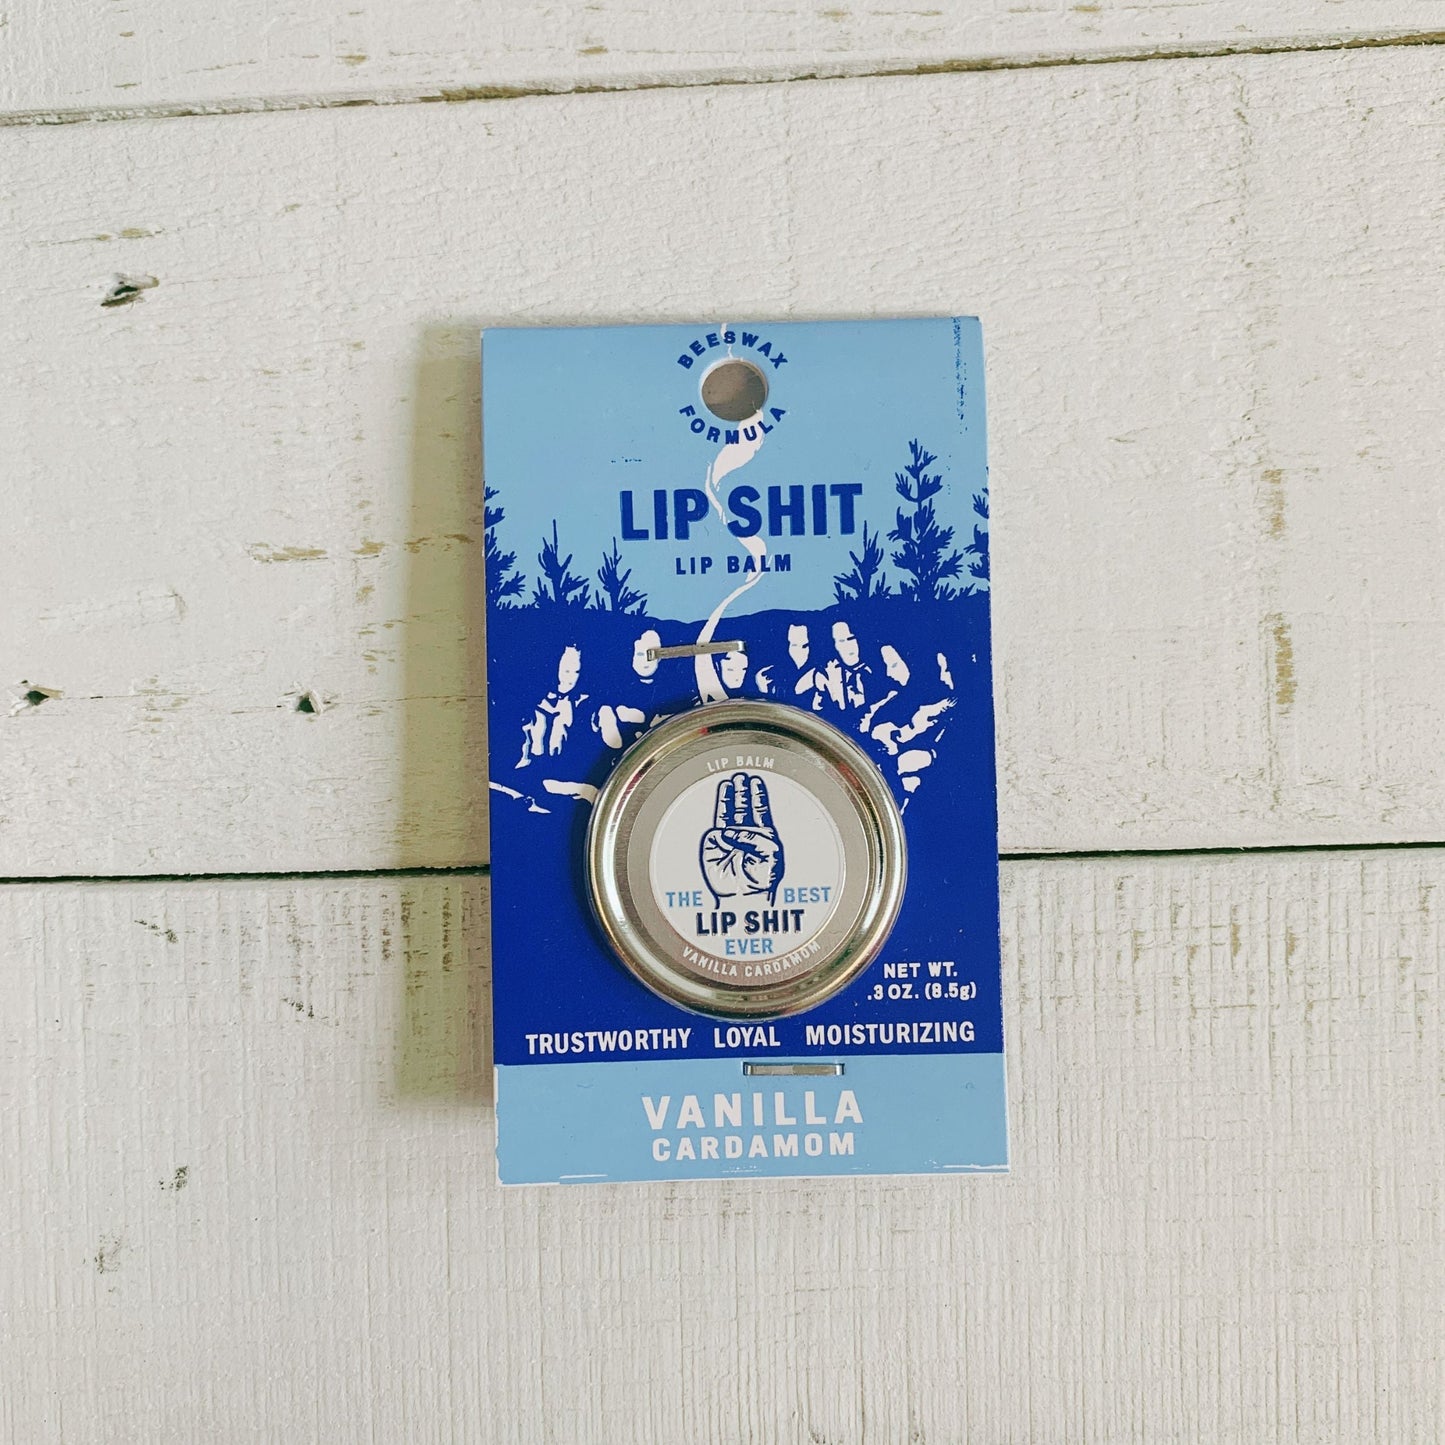 BEESWAX
FORMULA
LIP SHIT
LIP BALM
LIP BALM
THE BEST
LIP SHIT
EVER
VANILLA CARDAMOM
NET WT.
.3 OZ. (8.5g)
TRUSTWORTHY LOYAL MOISTURIZING
VANILLA
CARDAMOM